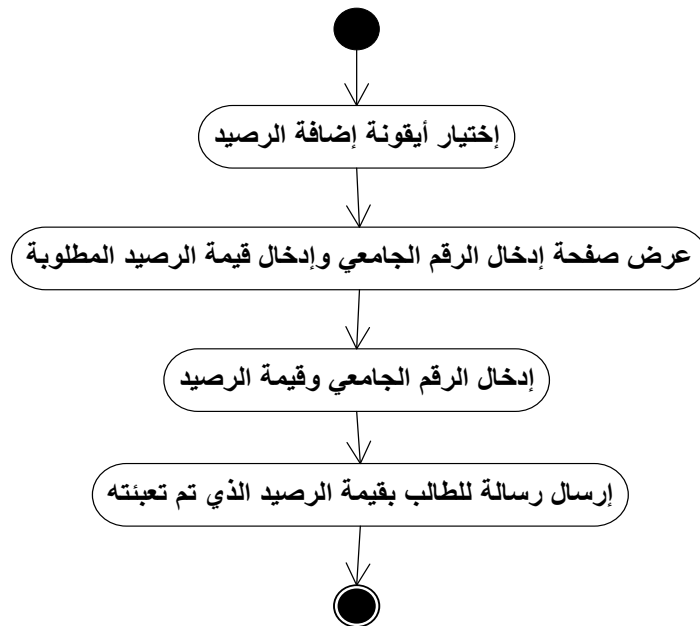 إختيار أيقونة إضافة الرصيد
عرض صفحة إدخال الرقم الجامعي وإدخال قيمة الرصيد المطلوبة
إدخال الرقم الجامعي وقيمة الرصيد
إرسال رسالة للطالب بقيمة الرصيد الذي تم تعبئته